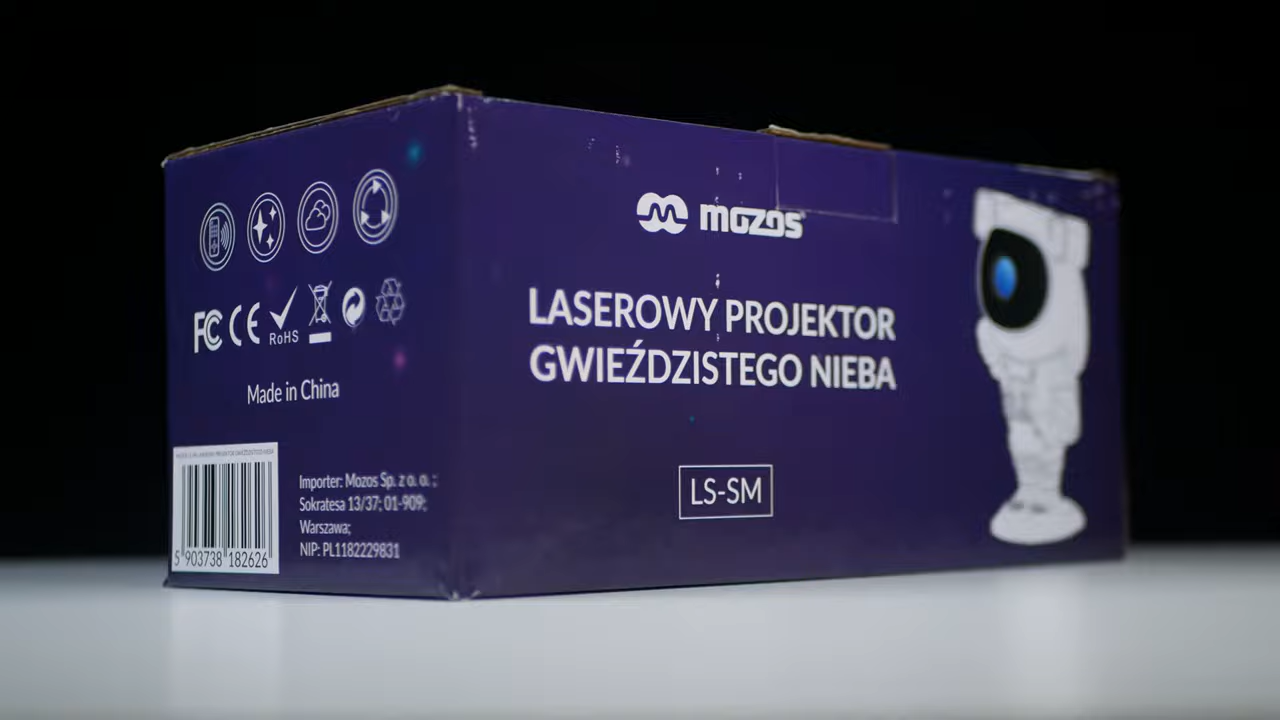 FC CE
RoHS
Made in China
5 903738 182626
Importer: Mozos Sp. z o. o. ;
Sokratesa 13/37; 01-909;
Warszawa;
NIP: PL1182229831
mozos
LASEROWY PROJEKTOR
GWIEŹDZISTEGO NIEBA
LS-SM